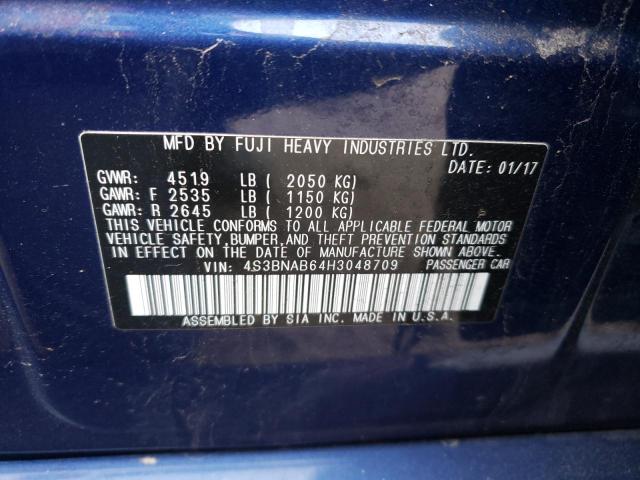 MFD BY FUJI HEAVY INDUSTRIES LTD.
DATE: 01/17
GVWR: 4519 LB ( 2050 KG)
GAWR: F 2535 LB ( 1150 KG)
GAWR: R 2645 LB ( 1200 KG)
THIS VEHICLE CONFORMS TO ALL APPLICABLE FEDERAL MOTOR
VEHICLE SAFETY, BUMPER, AND THEFT PREVENTION STANDARDS
IN EFFECT ON THE DATE OF MANUFACTURE SHOWN ABOVE.
VIN: 4S3BNAB64H3048709 PASSENGER CAR
ASSEMBLED BY SIA INC. MADE IN U.S.A.